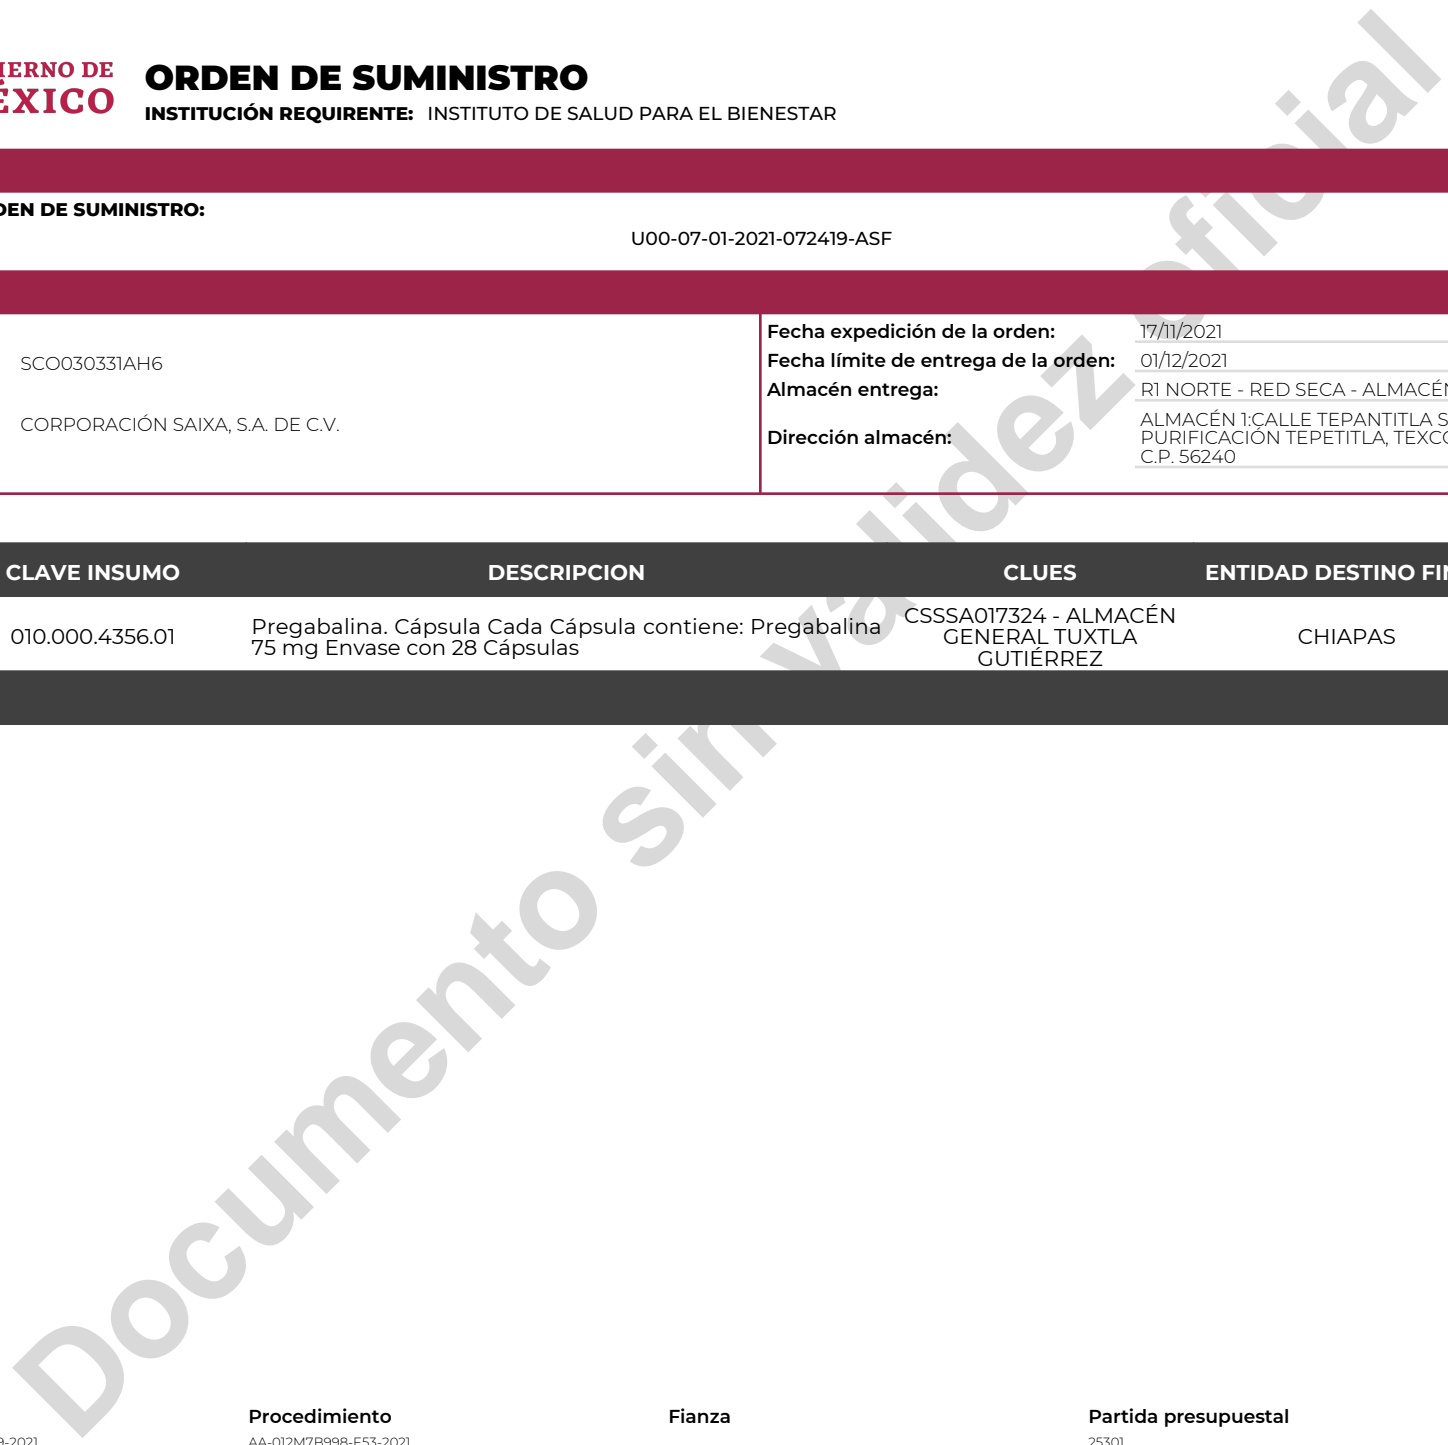 ORDEN DE SUMINISTRO
INSTITUCIÓN REQUIRENTE: INSTITUTO DE SALUD PARA EL BIENESTAR
DE
XICO
DE SUMINISTRO:
U00-07-01-2021-072419-ASF
SCO030331AH6
CORPORACIÓN SAIXA, S.A. DE C.V.
Fecha expedición de la orden: 17/11/2021
Fecha límite de entrega de la orden: 01/12/2021
Almacén entrega: R1 NORTE - RED SECA - ALMACÉN
Dirección almacén: ALMACÉN 1:CALLE TEPANTITLA S
PURIFICACIÓN TEPETITLA, TEXCO
C.P. 56240
CLAVE INSUMO DESCRIPCION CLUES ENTIDAD DESTINO FIN
010.000.4356.01
Pregabalina. Cápsula Cada Cápsula contiene: Pregabalina
75 mg Envase con 28 Cápsulas
CSSSA017324 - ALMACÉN
GENERAL TUXTLA
GUTIÉRREZ
CHIAPAS
Documento sin validez oficial
Procedimiento Fianza Partida presupuestal
-2021 AA-012M7B998-E53-2021 25301